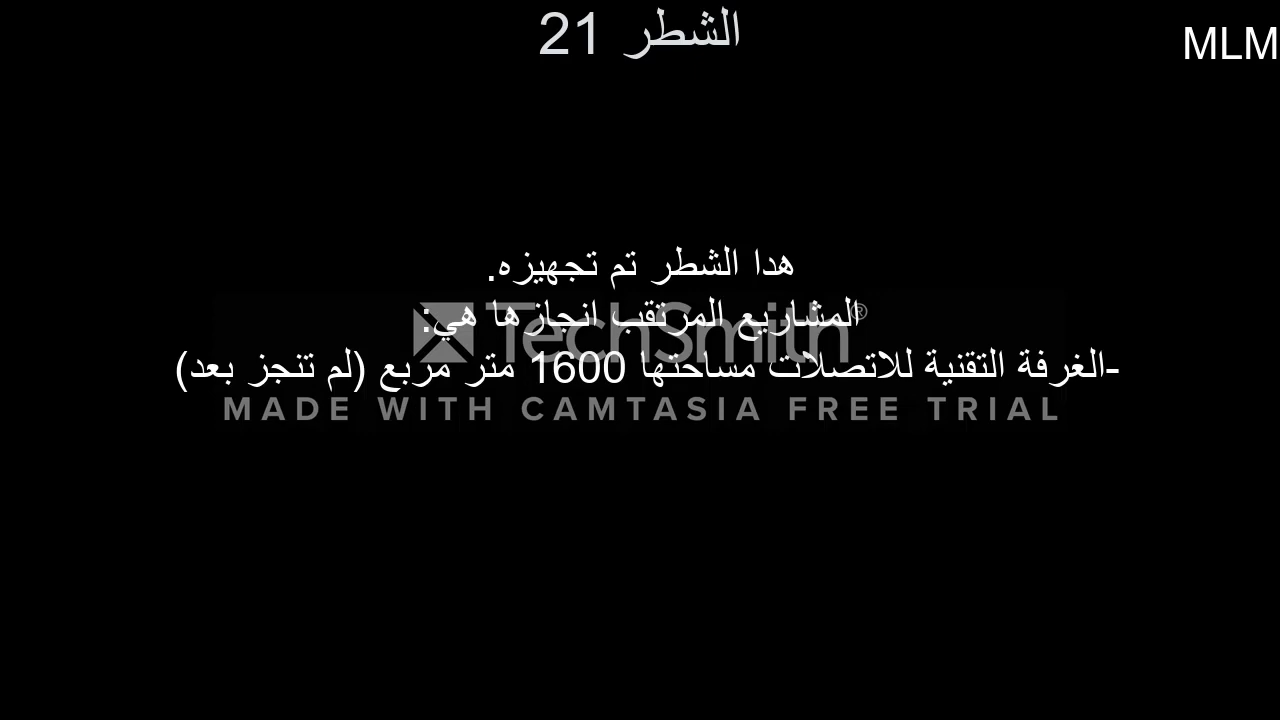 الشطر 21
MLM
هدا الشطر تم تجهيزه.
المشاريع المرتقب انجازها هي:
TechSmith®
-الغرفة التقنية للاتصلات مساحتها 1600 متر مربع (لم تنجز بعد)
MADE WITH CAMTASIA FREE TRIAL